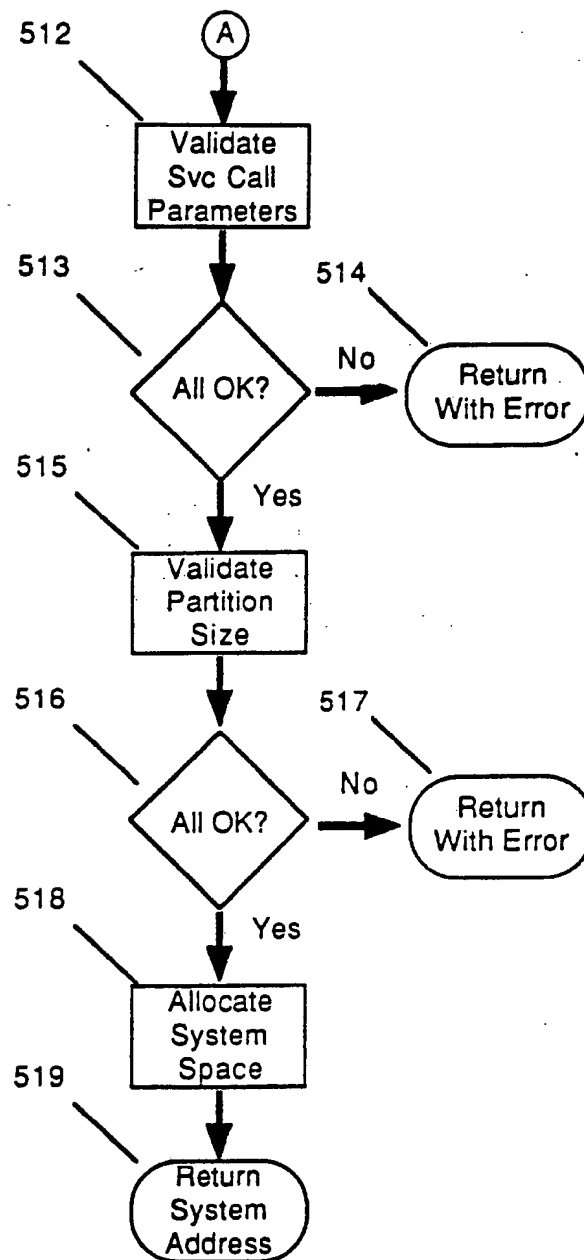 A
512
Validate
Svc Call
Parameters
513
514
All OK?
No
Return
With Error
515
Yes
Validate
Partition
Size
516
517
All OK?
No
Return
With Error
518
Yes
Allocate
System
Space
519
Return
System
Address